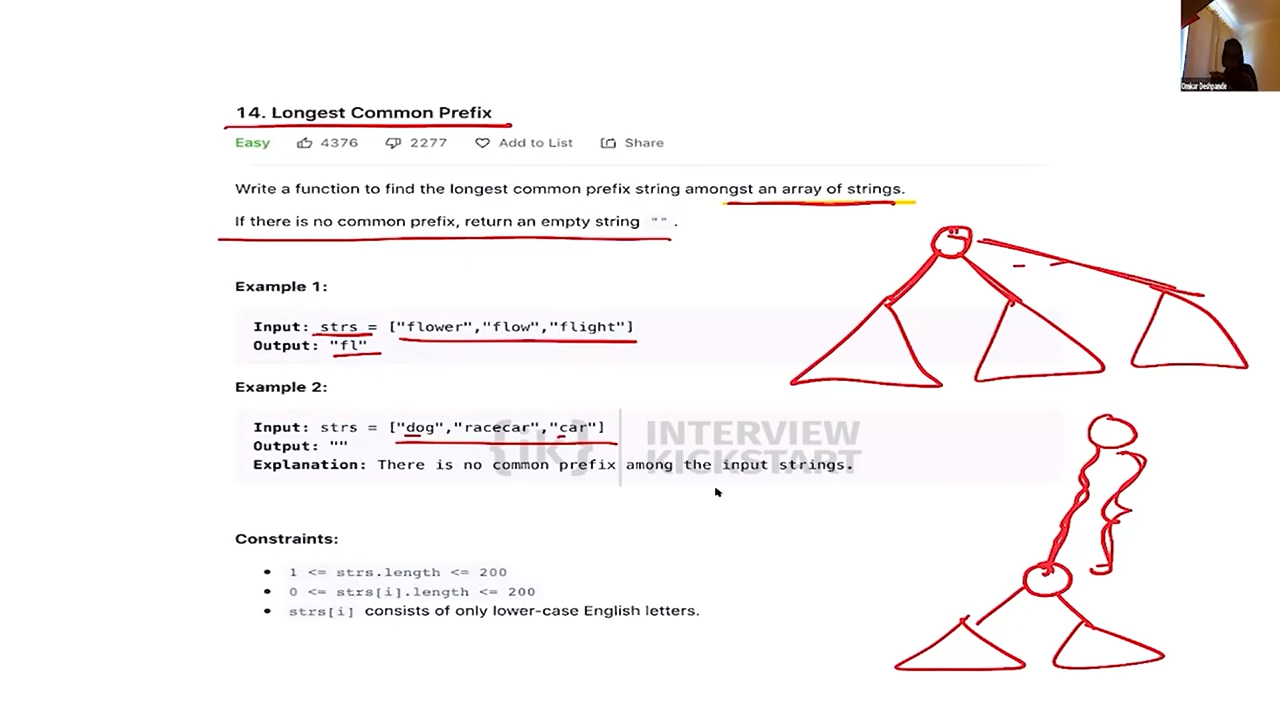 Omkar Deshpande
14. Longest Common Prefix
Easy 4376 2277 Add to List Share
Write a function to find the longest common prefix string amongst an array of strings.
If there is no common prefix, return an empty string "".
Example 1:
Input: strs = ["flower","flow","flight"]
Output: "fl"
Example 2:
Input: strs = ["dog","racecar","car"]
Output: ""
Explanation: There is no common prefix among the input strings.
{ik} INTERVIEW
KICKSTART
Constraints:
• 1 <= strs.length <= 200
• 0 <= strs[i].length <= 200
• strs[i] consists of only lower-case English letters.